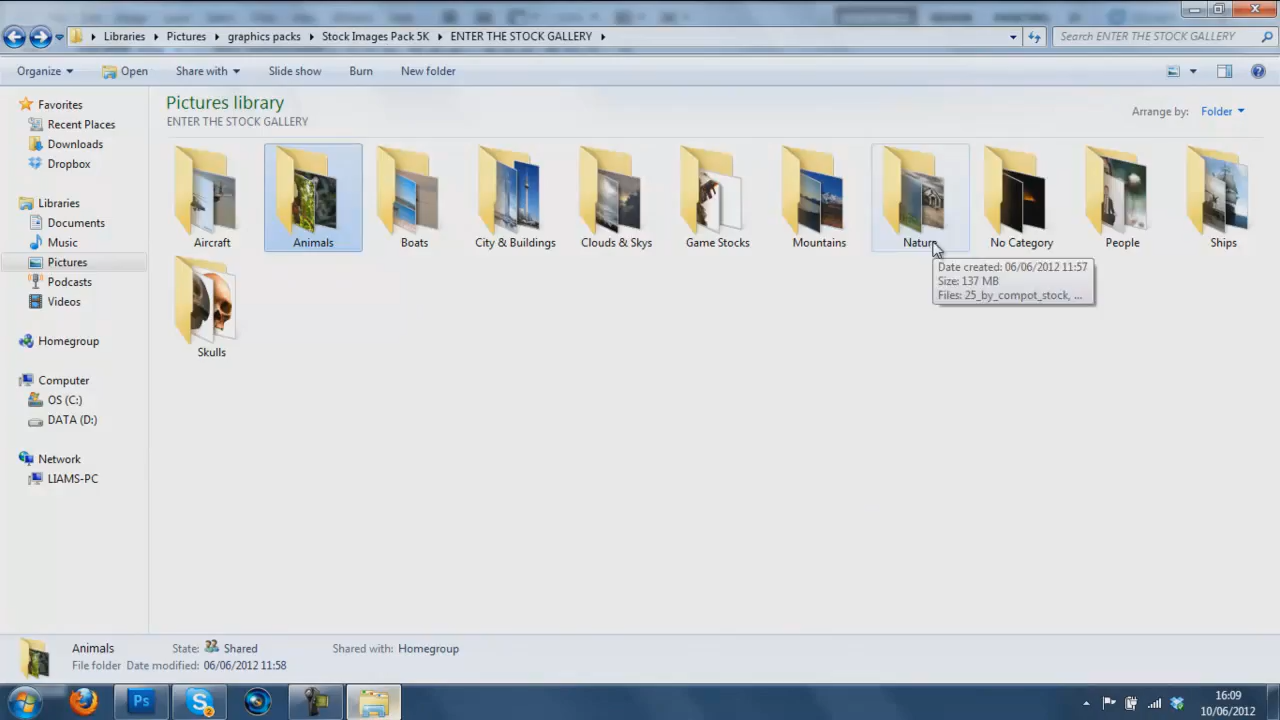 Libraries Pictures graphics packs Stock Images Pack 5K ENTER THE STOCK GALLERY
Search ENTER THE STOCK GALLERY
Organize Open Share with Slide show Burn New folder
Favorites
Recent Places
Downloads
Dropbox
Libraries
Documents
Music
Pictures
Podcasts
Videos
Homegroup
Computer
OS (C:)
DATA (D:)
Network
LIAMS-PC
Pictures library
ENTER THE STOCK GALLERY
Arrange by: Folder
Aircraft
Animals
Boats
City & Buildings
Clouds & Skys
Game Stocks
Mountains
Nature
No Category
People
Ships
Skulls
Date created: 06/06/2012 11:57
Size: 137 MB
Files: 25_by_compot_stock, ...
Animals State: Shared Shared with: Homegroup
File folder Date modified: 06/06/2012 11:58
Ps
S
2
16:09
10/06/2012